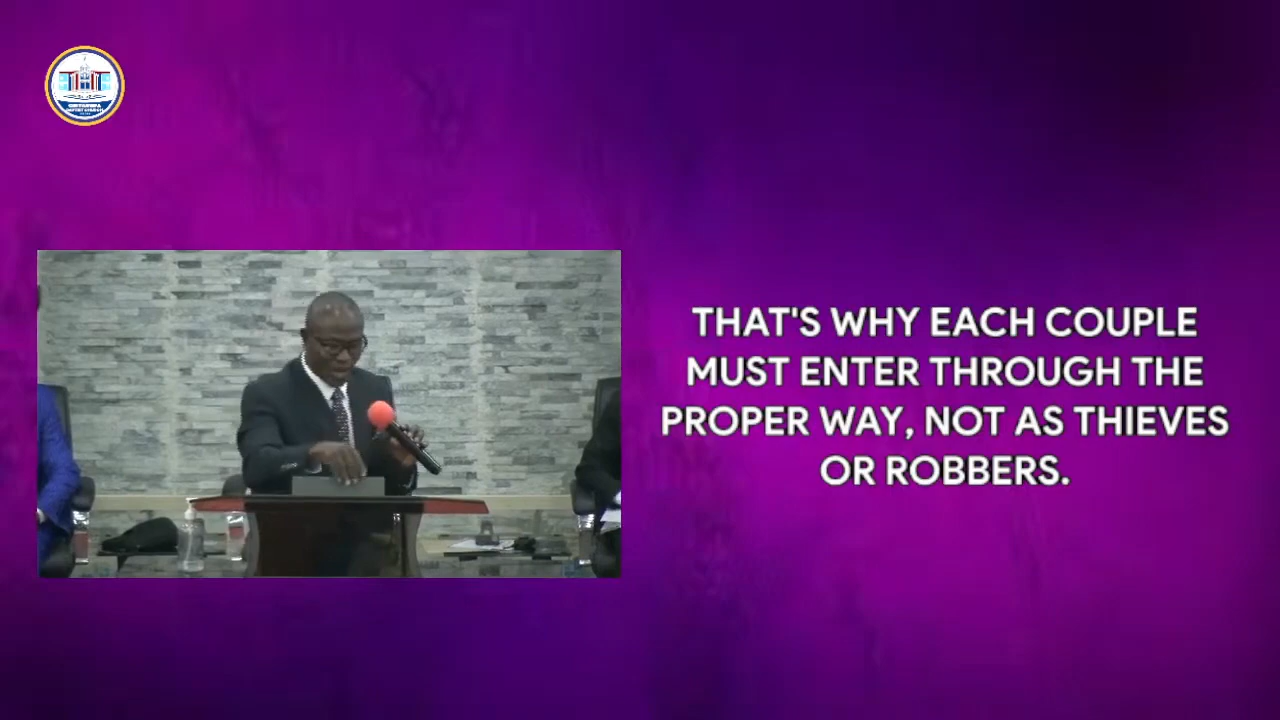 THAT'S WHY EACH COUPLE
MUST ENTER THROUGH THE
PROPER WAY, NOT AS THIEVES
OR ROBBERS.